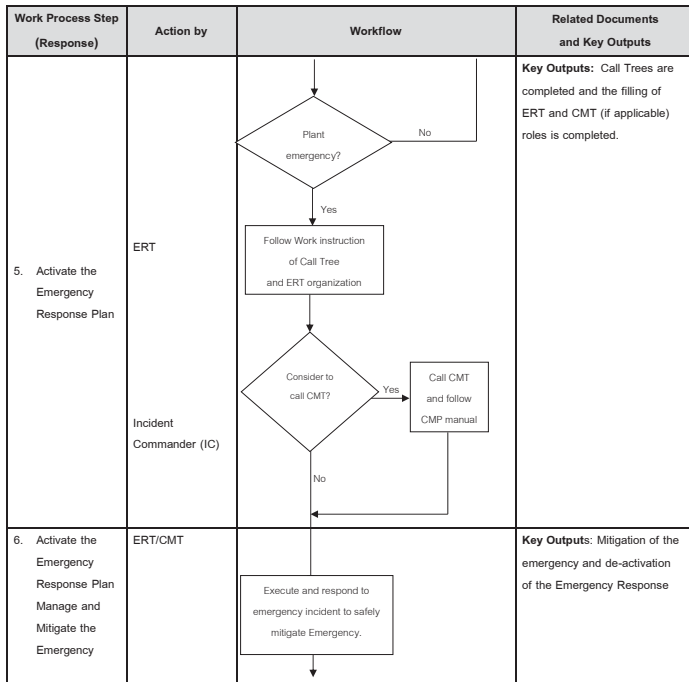 Work Process Step
(Response)
Action by
Workflow
Related Documents
and Key Outputs
5. Activate the
Emergency
Response Plan
ERT
Incident
Commander (IC)
Plant
emergency?
No
Yes
Follow Work instruction
of Call Tree
and ERT organization
Consider to
call CMT?
Yes
Call CMT
and follow
CMP manual
No
Key Outputs: Call Trees are
completed and the filling of
ERT and CMT (if applicable)
roles is completed.
6. Activate the
Emergency
Response Plan
Manage and
Mitigate the
Emergency
ERT/CMT
Execute and respond to
emergency incident to safely
mitigate Emergency.
Key Outputs: Mitigation of the
emergency and de-activation
of the Emergency Response